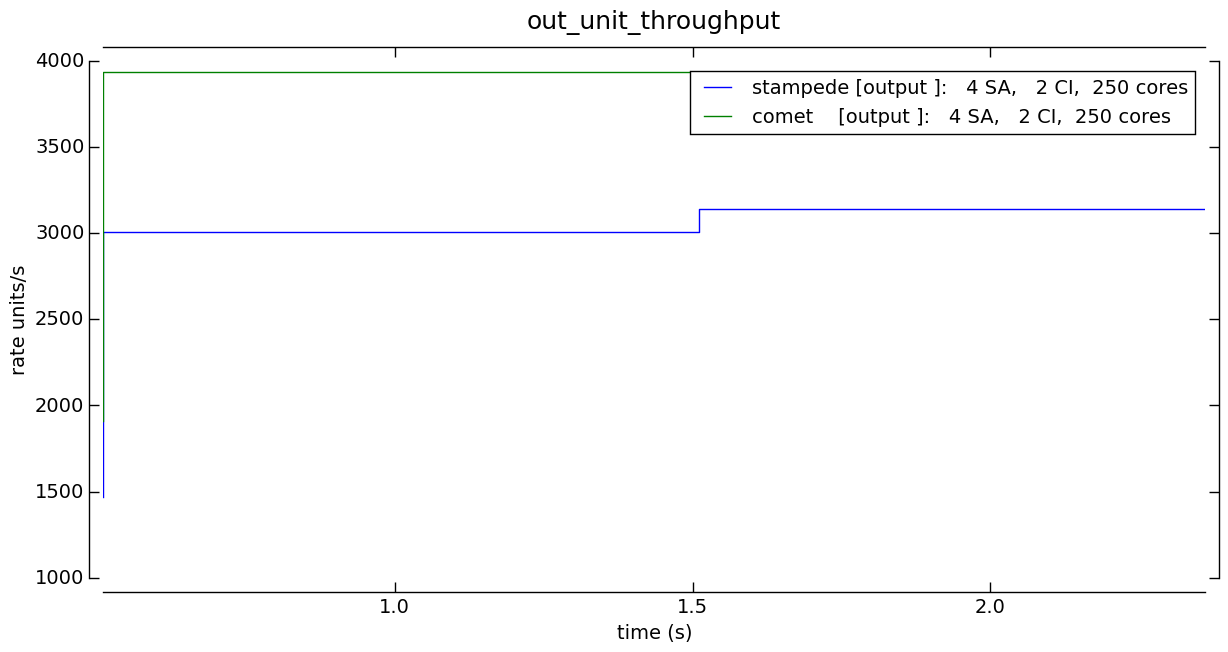 out_unit_throughput
4000
3500
3000
2500
2000
1500
1000
rate units/s
stampede [output ]:   4 SA,   2 CI,  250 cores
comet    [output ]:   4 SA,   2 CI,  250 cores
1.0
1.5
2.0
time (s)